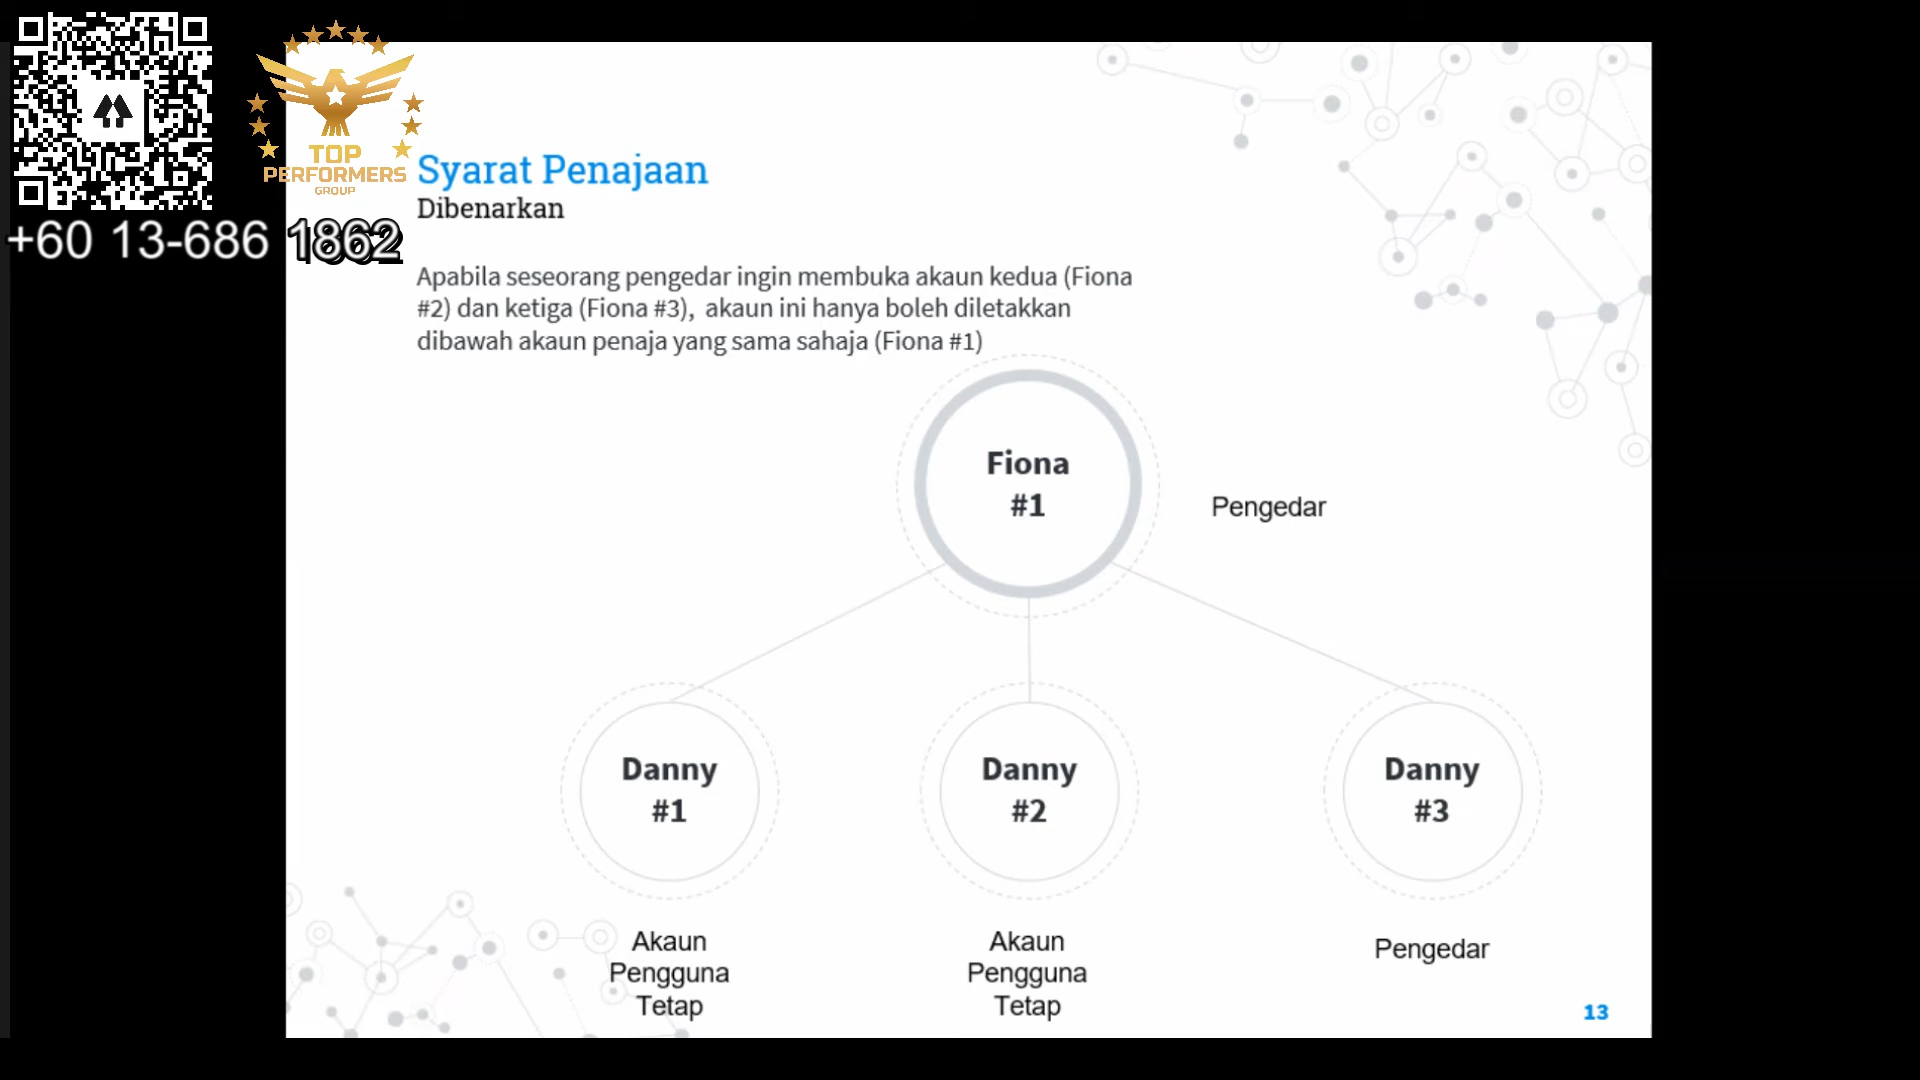 TOP
PERFORMERS
GROUP
+60 13-686 1862
Syarat Penajaan
Dibenarkan
Apabila seseorang pengedar ingin membuka akaun kedua (Fiona
#2) dan ketiga (Fiona #3), akaun ini hanya boleh diletakkan
dibawah akaun penaja yang sama sahaja (Fiona #1)
Fiona
#1
Pengedar
Danny
#1
Danny
#2
Danny
#3
Akaun
Pengguna
Tetap
Akaun
Pengguna
Tetap
Pengedar
13